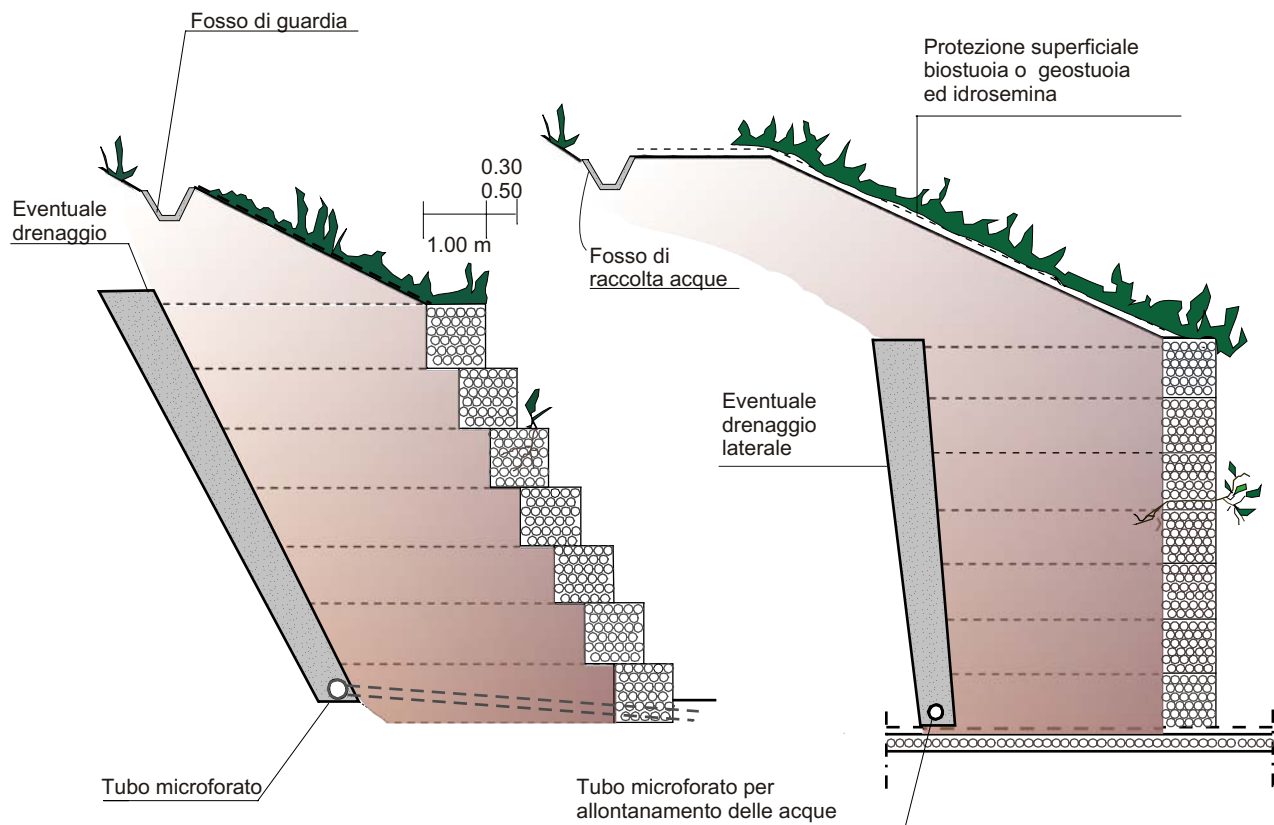 Fosso di guardia
Protezione superficiale
biostuoia o geostuoia
ed idrosemina
0.30
0.50
1.00 m
Eventuale
drenaggio
Fosso di
raccolta acque
Eventuale
drenaggio
laterale
Tubo microforato
Tubo microforato per
allontanamento delle acque